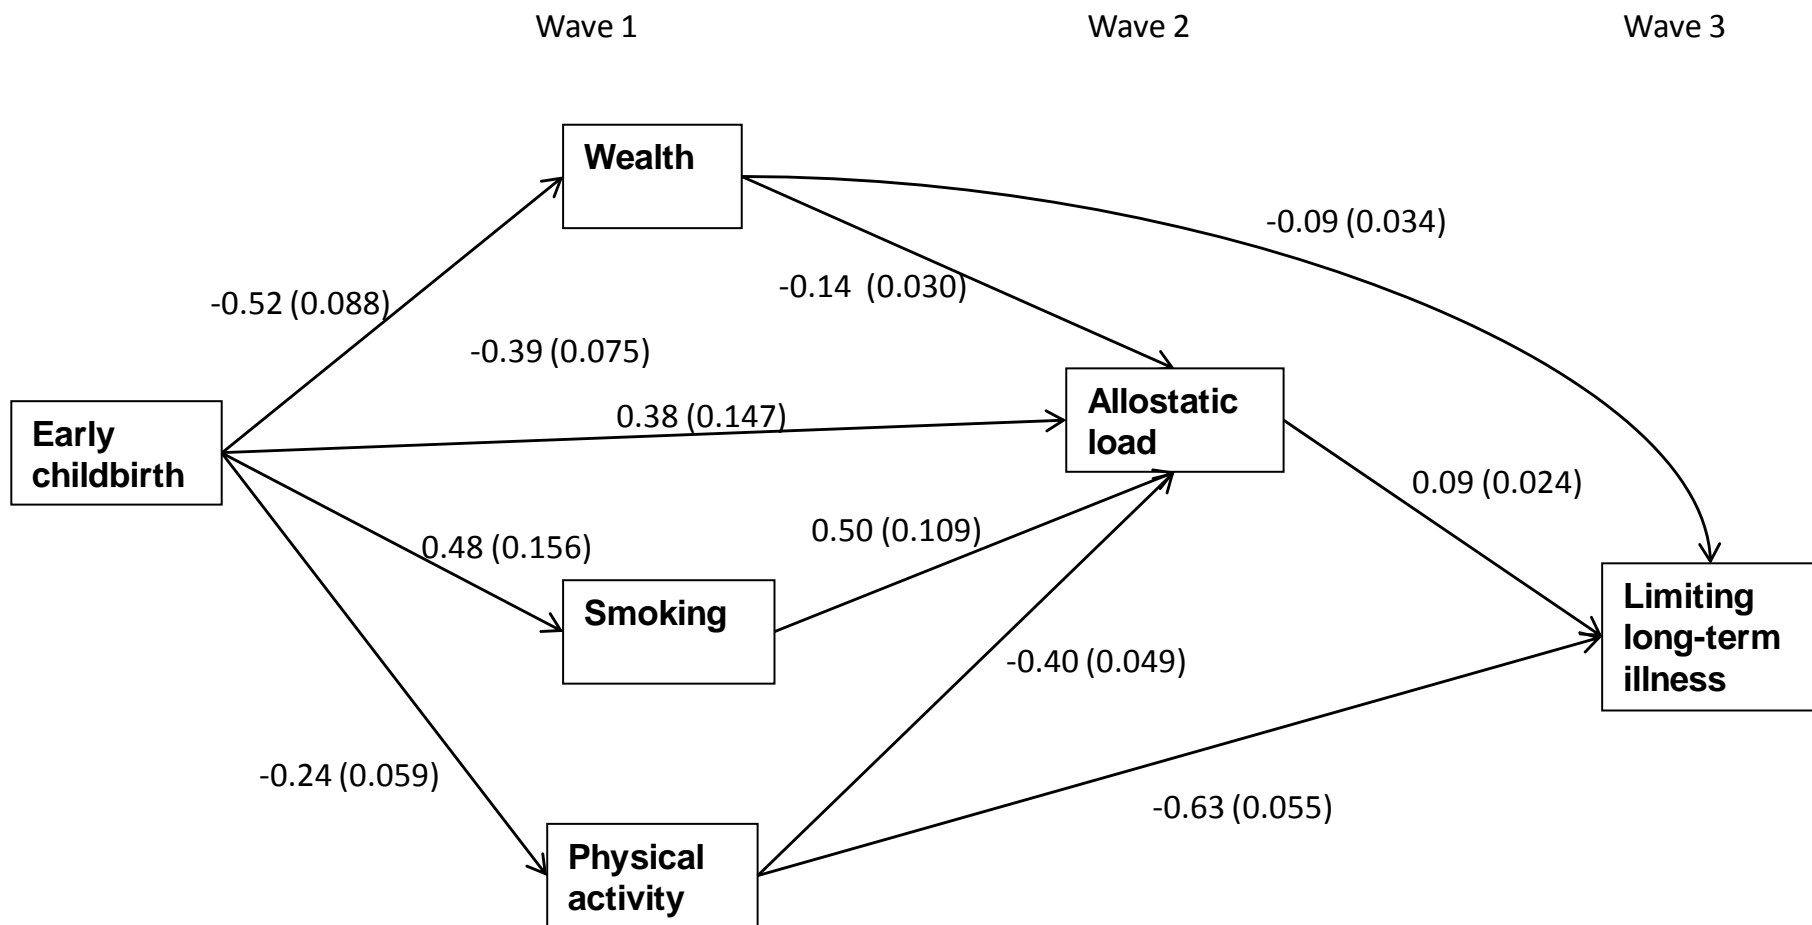 Wave 1
Wave 2
Wave 3
Wealth
-0.09 (0.034)
-0.14 (0.030)
-0.52 (0.088)
-0.39 (0.075)
Allostatic
load
0.38 (0.147)
Early
childbirth
0.09 (0.024)
0.50 (0.109)
0.48 (0.156)
Smoking
Limiting
long-term
illness
-0.40 (0.049)
-0.24 (0.059)
-0.63 (0.055)
Physical
activity